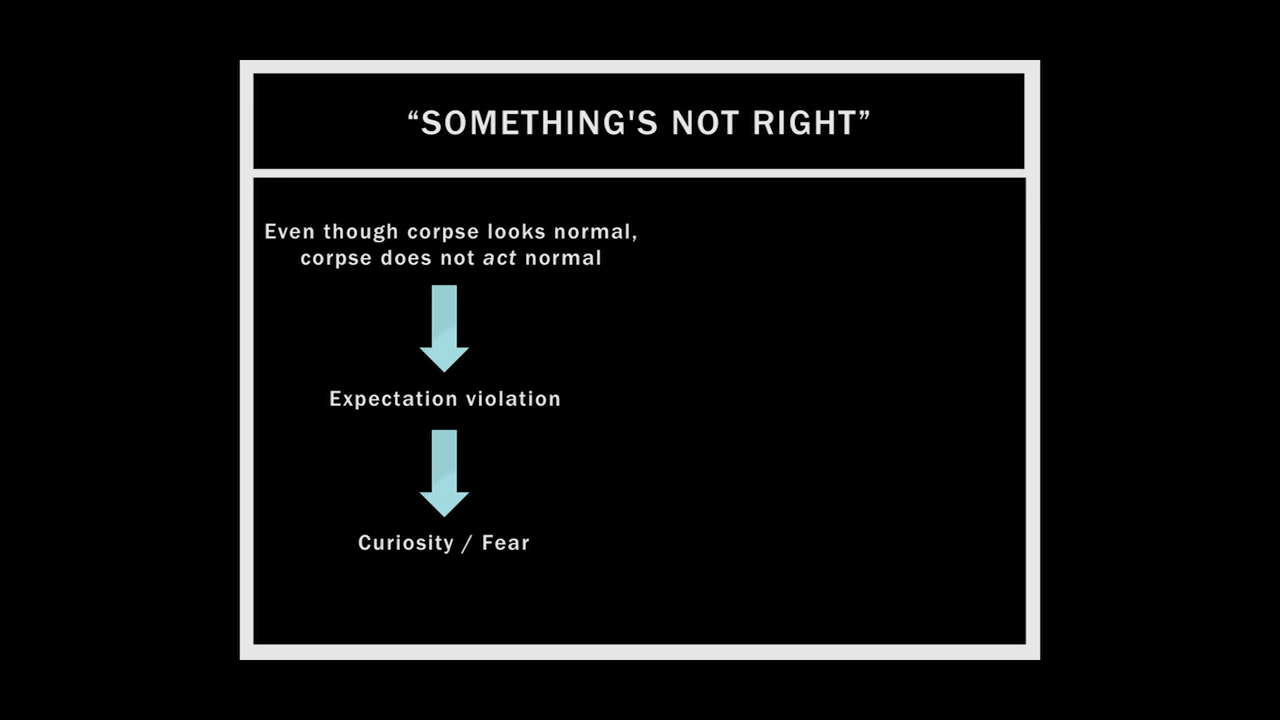 “SOMETHING'S NOT RIGHT”
Even though corpse looks normal,
corpse does not act normal
Expectation violation
Curiosity / Fear